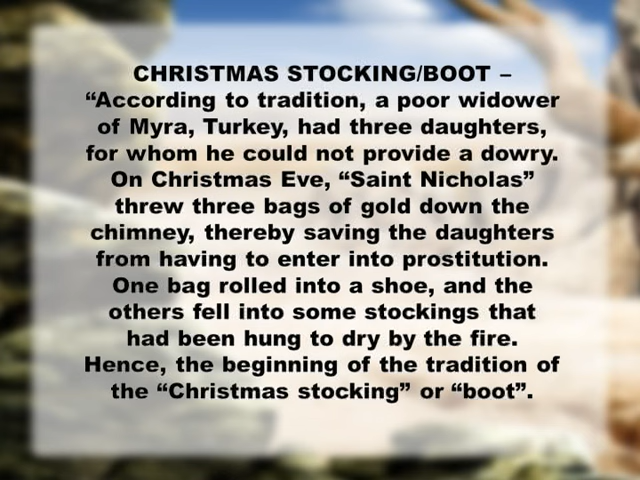 CHRISTMAS STOCKING/BOOT –
“According to tradition, a poor widower
of Myra, Turkey, had three daughters,
for whom he could not provide a dowry.
On Christmas Eve, “Saint Nicholas”
threw three bags of gold down the
chimney, thereby saving the daughters
from having to enter into prostitution.
One bag rolled into a shoe, and the
others fell into some stockings that
had been hung to dry by the fire.
Hence, the beginning of the tradition of
the “Christmas stocking” or “boot”.